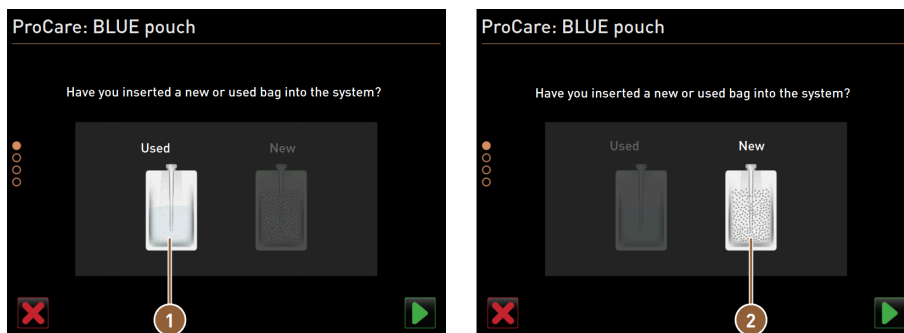 ProCare: BLUE pouch
Have you inserted a new or used bag into the system?
Used New
1
ProCare: BLUE pouch
Have you inserted a new or used bag into the system?
Used New
2